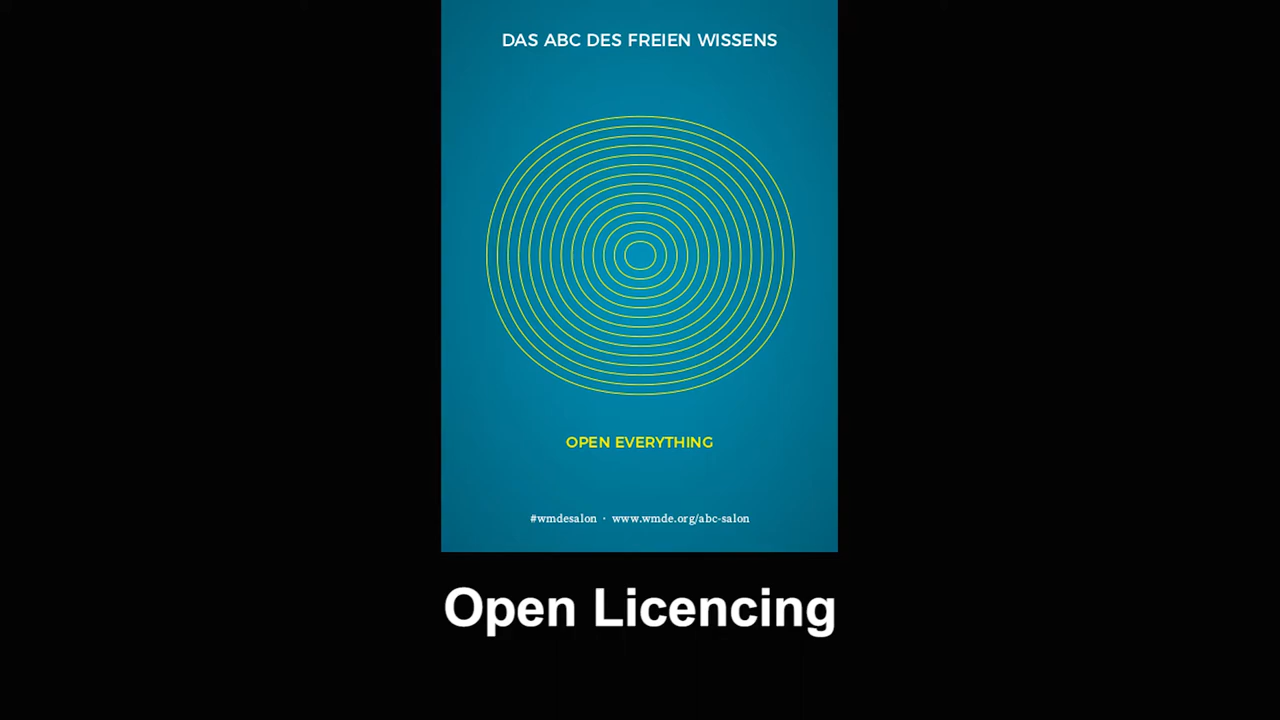 DAS ABC DES FREIEN WISSENS
OPEN EVERYTHING
#wmdesalon · www.wmde.org/abc-salon
Open Licencing